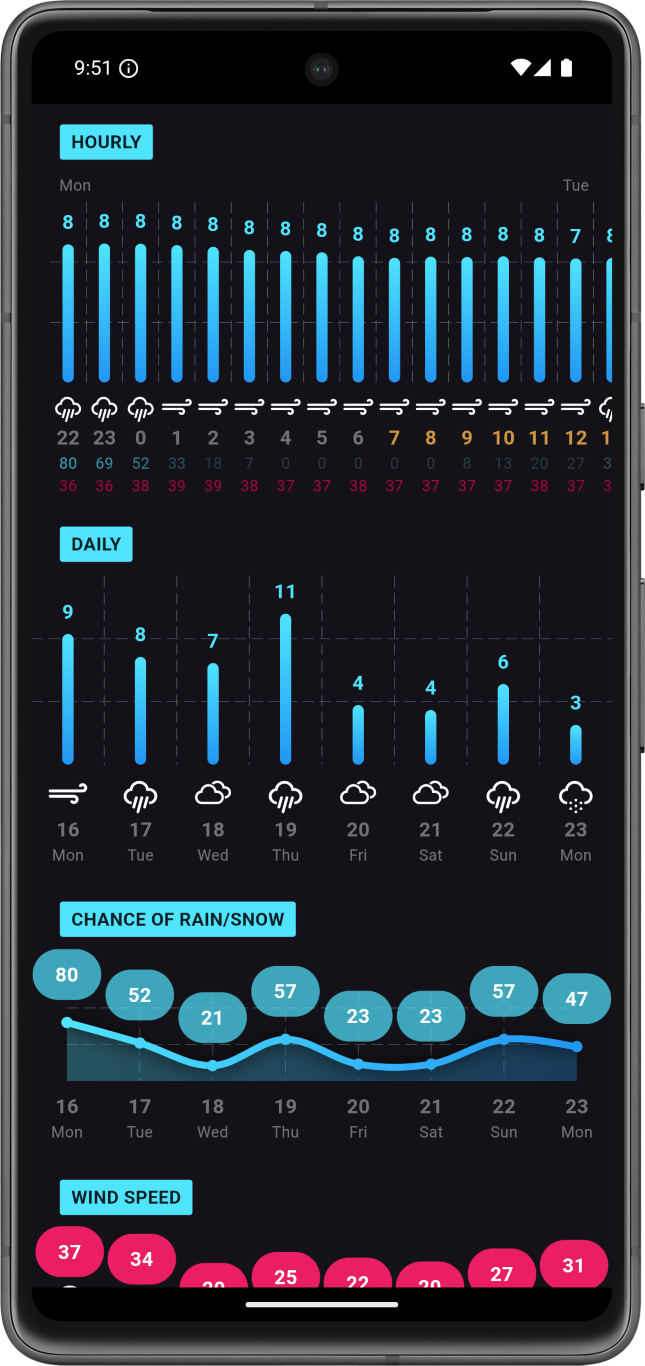 9:51
HOURLY
Mon Tue
8 8 8 8 8 8 8 8 8 8 8 8 8 8 7 8
22 23 0 1 2 3 4 5 6 7 8 9 10 11 12
80 69 52 33 18 7 0 0 0 0 0 8 13 20 27
36 36 38 39 39 38 37 37 38 37 37 37 37 38 37
DAILY
9 8 7 11 4 4 6 3
16 17 18 19 20 21 22 23
Mon Tue Wed Thu Fri Sat Sun Mon
CHANCE OF RAIN/SNOW
80 52 21 57 23 23 57 47
16 17 18 19 20 21 22 23
Mon Tue Wed Thu Fri Sat Sun Mon
WIND SPEED
37 34 25 22 20 27 31